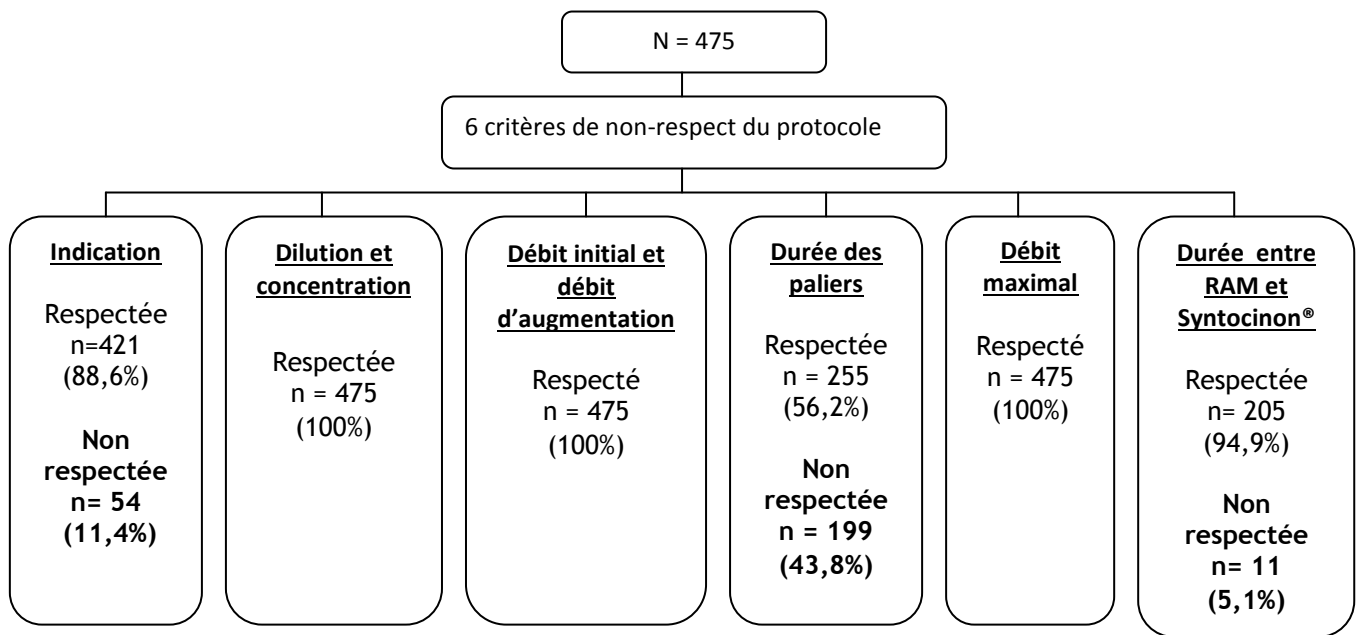 N = 475
6 critères de non-respect du protocole
Indication
Respectée
n=421
(88,6%)
Non
respectée
n= 54
(11,4%)
Dilution et
concentration
Respectée
n = 475
(100%)
Débit initial et
débit
d’augmentation
Respecté
n = 475
(100%)
Durée des
paliers
Respectée
n = 255
(56,2%)
Non
respectée
n = 199
(43,8%)
Débit
maximal
Respecté
n = 475
(100%)
Durée entre
RAM et
Syntocinon®
Respectée
n= 205
(94,9%)
Non
respectée
n= 11
(5,1%)